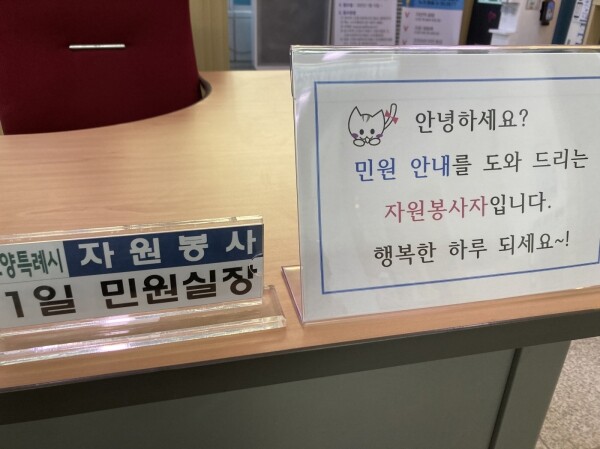 안녕하세요?
민원 안내를 도와 드리는
자원봉사자입니다.
행복한 하루 되세요~!
양특례시 자원봉사
1일 민원실장